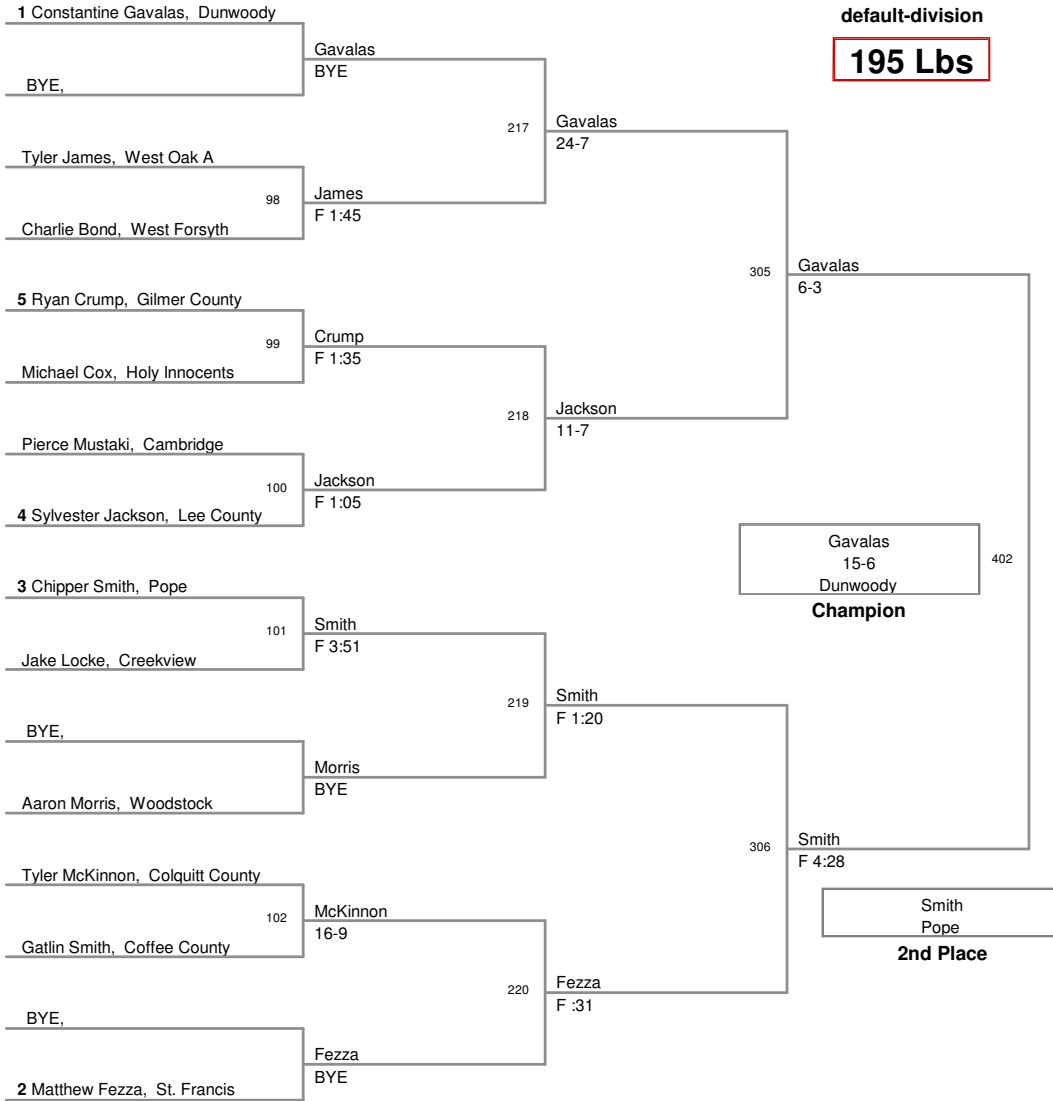 1 Constantine Gavalas, Dunwoody
default-division
195 Lbs
Gavalas
BYE
BYE,
217
Gavalas
24-7
Tyler James, West Oak A
98
James
F 1:45
Charlie Bond, West Forsyth
305
Gavalas
6-3
5 Ryan Crump, Gilmer County
99
Crump
F 1:35
Michael Cox, Holy Innocents
218
Jackson
11-7
Pierce Mustaki, Cambridge
100
Jackson
F 1:05
4 Sylvester Jackson, Lee County
Gavalas
15-6
Dunwoody
402
Champion
3 Chipper Smith, Pope
101
Smith
F 3:51
Jake Locke, Creekview
219
Smith
F 1:20
BYE,
Morris
BYE
Aaron Morris, Woodstock
306
Smith
F 4:28
Tyler McKinnon, Colquitt County
102
McKinnon
16-9
Smith
Pope
2nd Place
Gatlin Smith, Coffee County
220
Fezza
F :31
BYE,
Fezza
BYE
2 Matthew Fezza, St. Francis